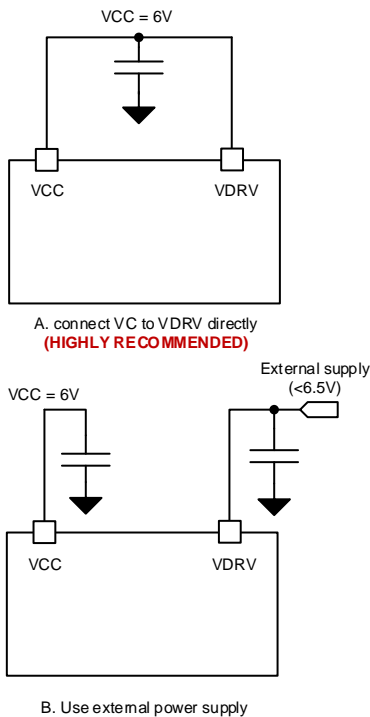 VCC = 6V
VCC
VDRV
A. connect VC to VDRV directly
(HIGHLY RECOMMENDED)
External supply
(<6.5V)
VCC = 6V
VCC
VDRV
B. Use external power supply